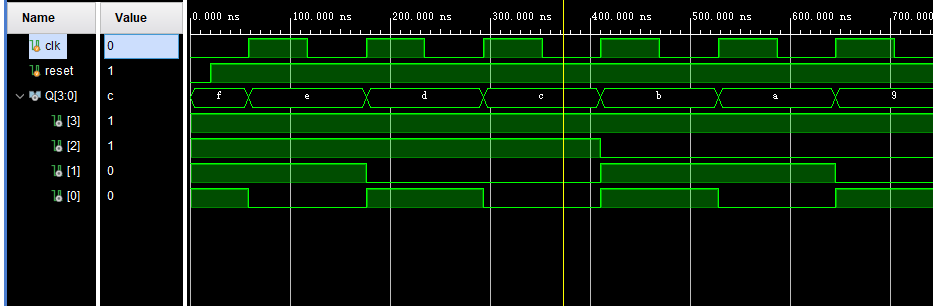 Name Value 0.000 ns 100.000 ns 200.000 ns 300.000 ns 400.000 ns 500.000 ns 600.000 ns 700.000
clk 0
reset 1
Q[3:0] c f e d c b a 9
[3] 1
[2] 1
[1] 0
[0] 0